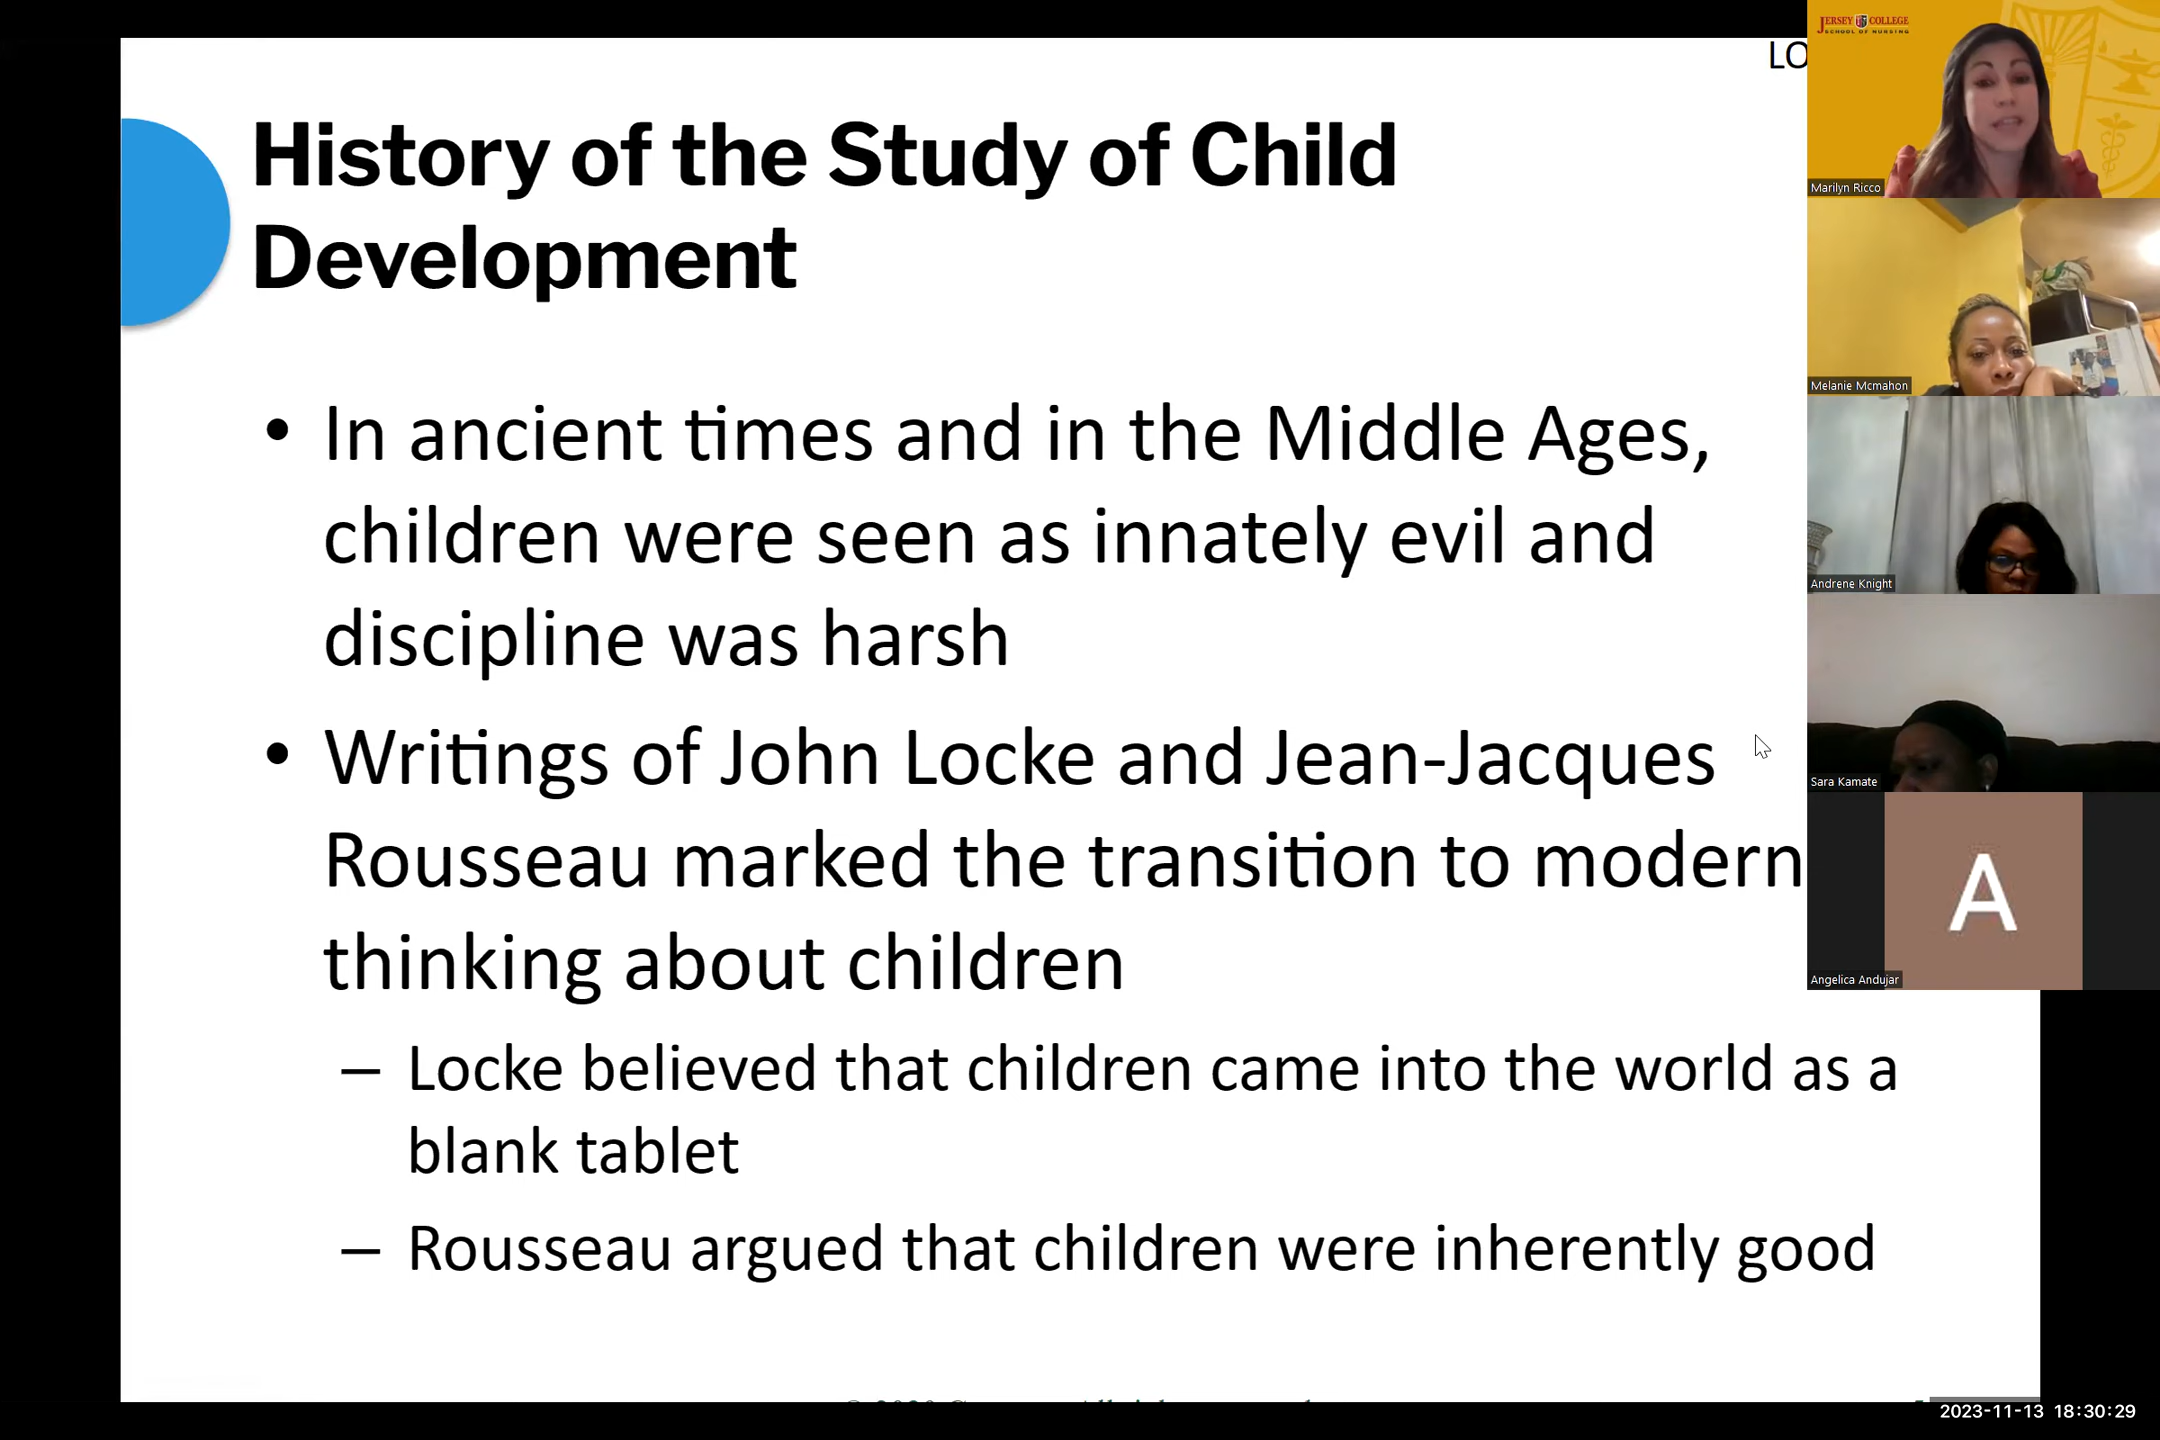 LO
History of the Study of Child
Development
• In ancient times and in the Middle Ages,
children were seen as innately evil and
discipline was harsh
• Writings of John Locke and Jean-Jacques
Rousseau marked the transition to modern
thinking about children
– Locke believed that children came into the world as a
blank tablet
– Rousseau argued that children were inherently good
JERSEY COLLEGE
SCHOOL OF NURSING
Marilyn Ricco
Melanie Mcmahon
Andrene Knight
Sara Kamate
A
Angelica Andujar
2023-11-13 18:30:29